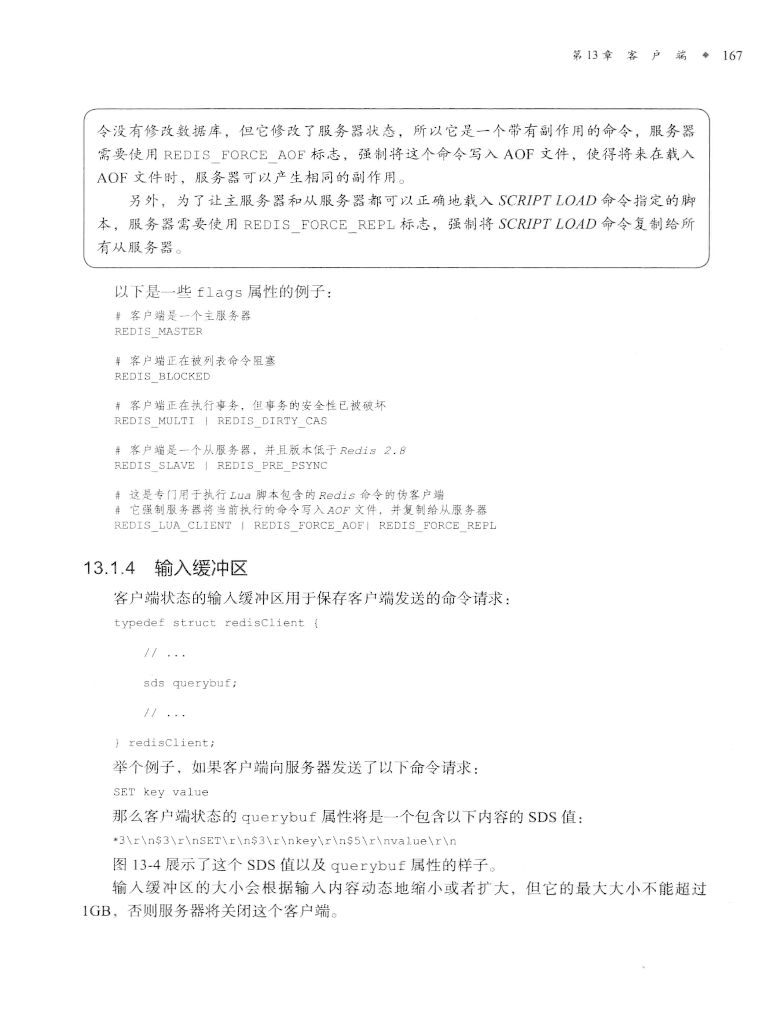 第13章 客 户 端 ◆ 167
令没有修改数据库，但它修改了服务器状态，所以它是一个带有副作用的命令，服务器
需要使用 REDIS_FORCE_AOF 标志，强制将这个命令写入 AOF 文件，使得将来在载入
AOF 文件时，服务器可以产生相同的副作用。
另外，为了让主服务器和从服务器都可以正确地载入 SCRIPT LOAD 命令指定的脚
本，服务器需要使用 REDIS_FORCE_REPL 标志，强制将 SCRIPT LOAD 命令复制给所
有从服务器。
以下是一些 flags 属性的例子：
# 客户端是一个主服务器
REDIS_MASTER
# 客户端正在被列表命令阻塞
REDIS_BLOCKED
# 客户端正在执行事务，但事务的安全性已被破坏
REDIS_MULTI | REDIS_DIRTY_CAS
# 客户端是一个从服务器，并且版本低于 Redis 2.8
REDIS_SLAVE | REDIS_PRE_PSYNC
# 这是专门用于执行 Lua 脚本包含的 Redis 命令的伪客户端
# 它强制服务器将当前执行的命令写入 AOF 文件，并复制给从服务器
REDIS_LUA_CLIENT | REDIS_FORCE_AOF| REDIS_FORCE_REPL
13.1.4 输入缓冲区
客户端状态的输入缓冲区用于保存客户端发送的命令请求：
typedef struct redisClient {
// ...
sds querybuf;
// ...
} redisClient;
举个例子，如果客户端向服务器发送了以下命令请求：
SET key value
那么客户端状态的 querybuf 属性将是一个包含以下内容的 SDS 值：
*3\r\n$3\r\nSET\r\n$3\r\nkey\r\n$5\r\nvalue\r\n
图 13-4 展示了这个 SDS 值以及 querybuf 属性的样子。
输入缓冲区的大小会根据输入内容动态地缩小或者扩大，但它的最大大小不能超过
1GB，否则服务器将关闭这个客户端。